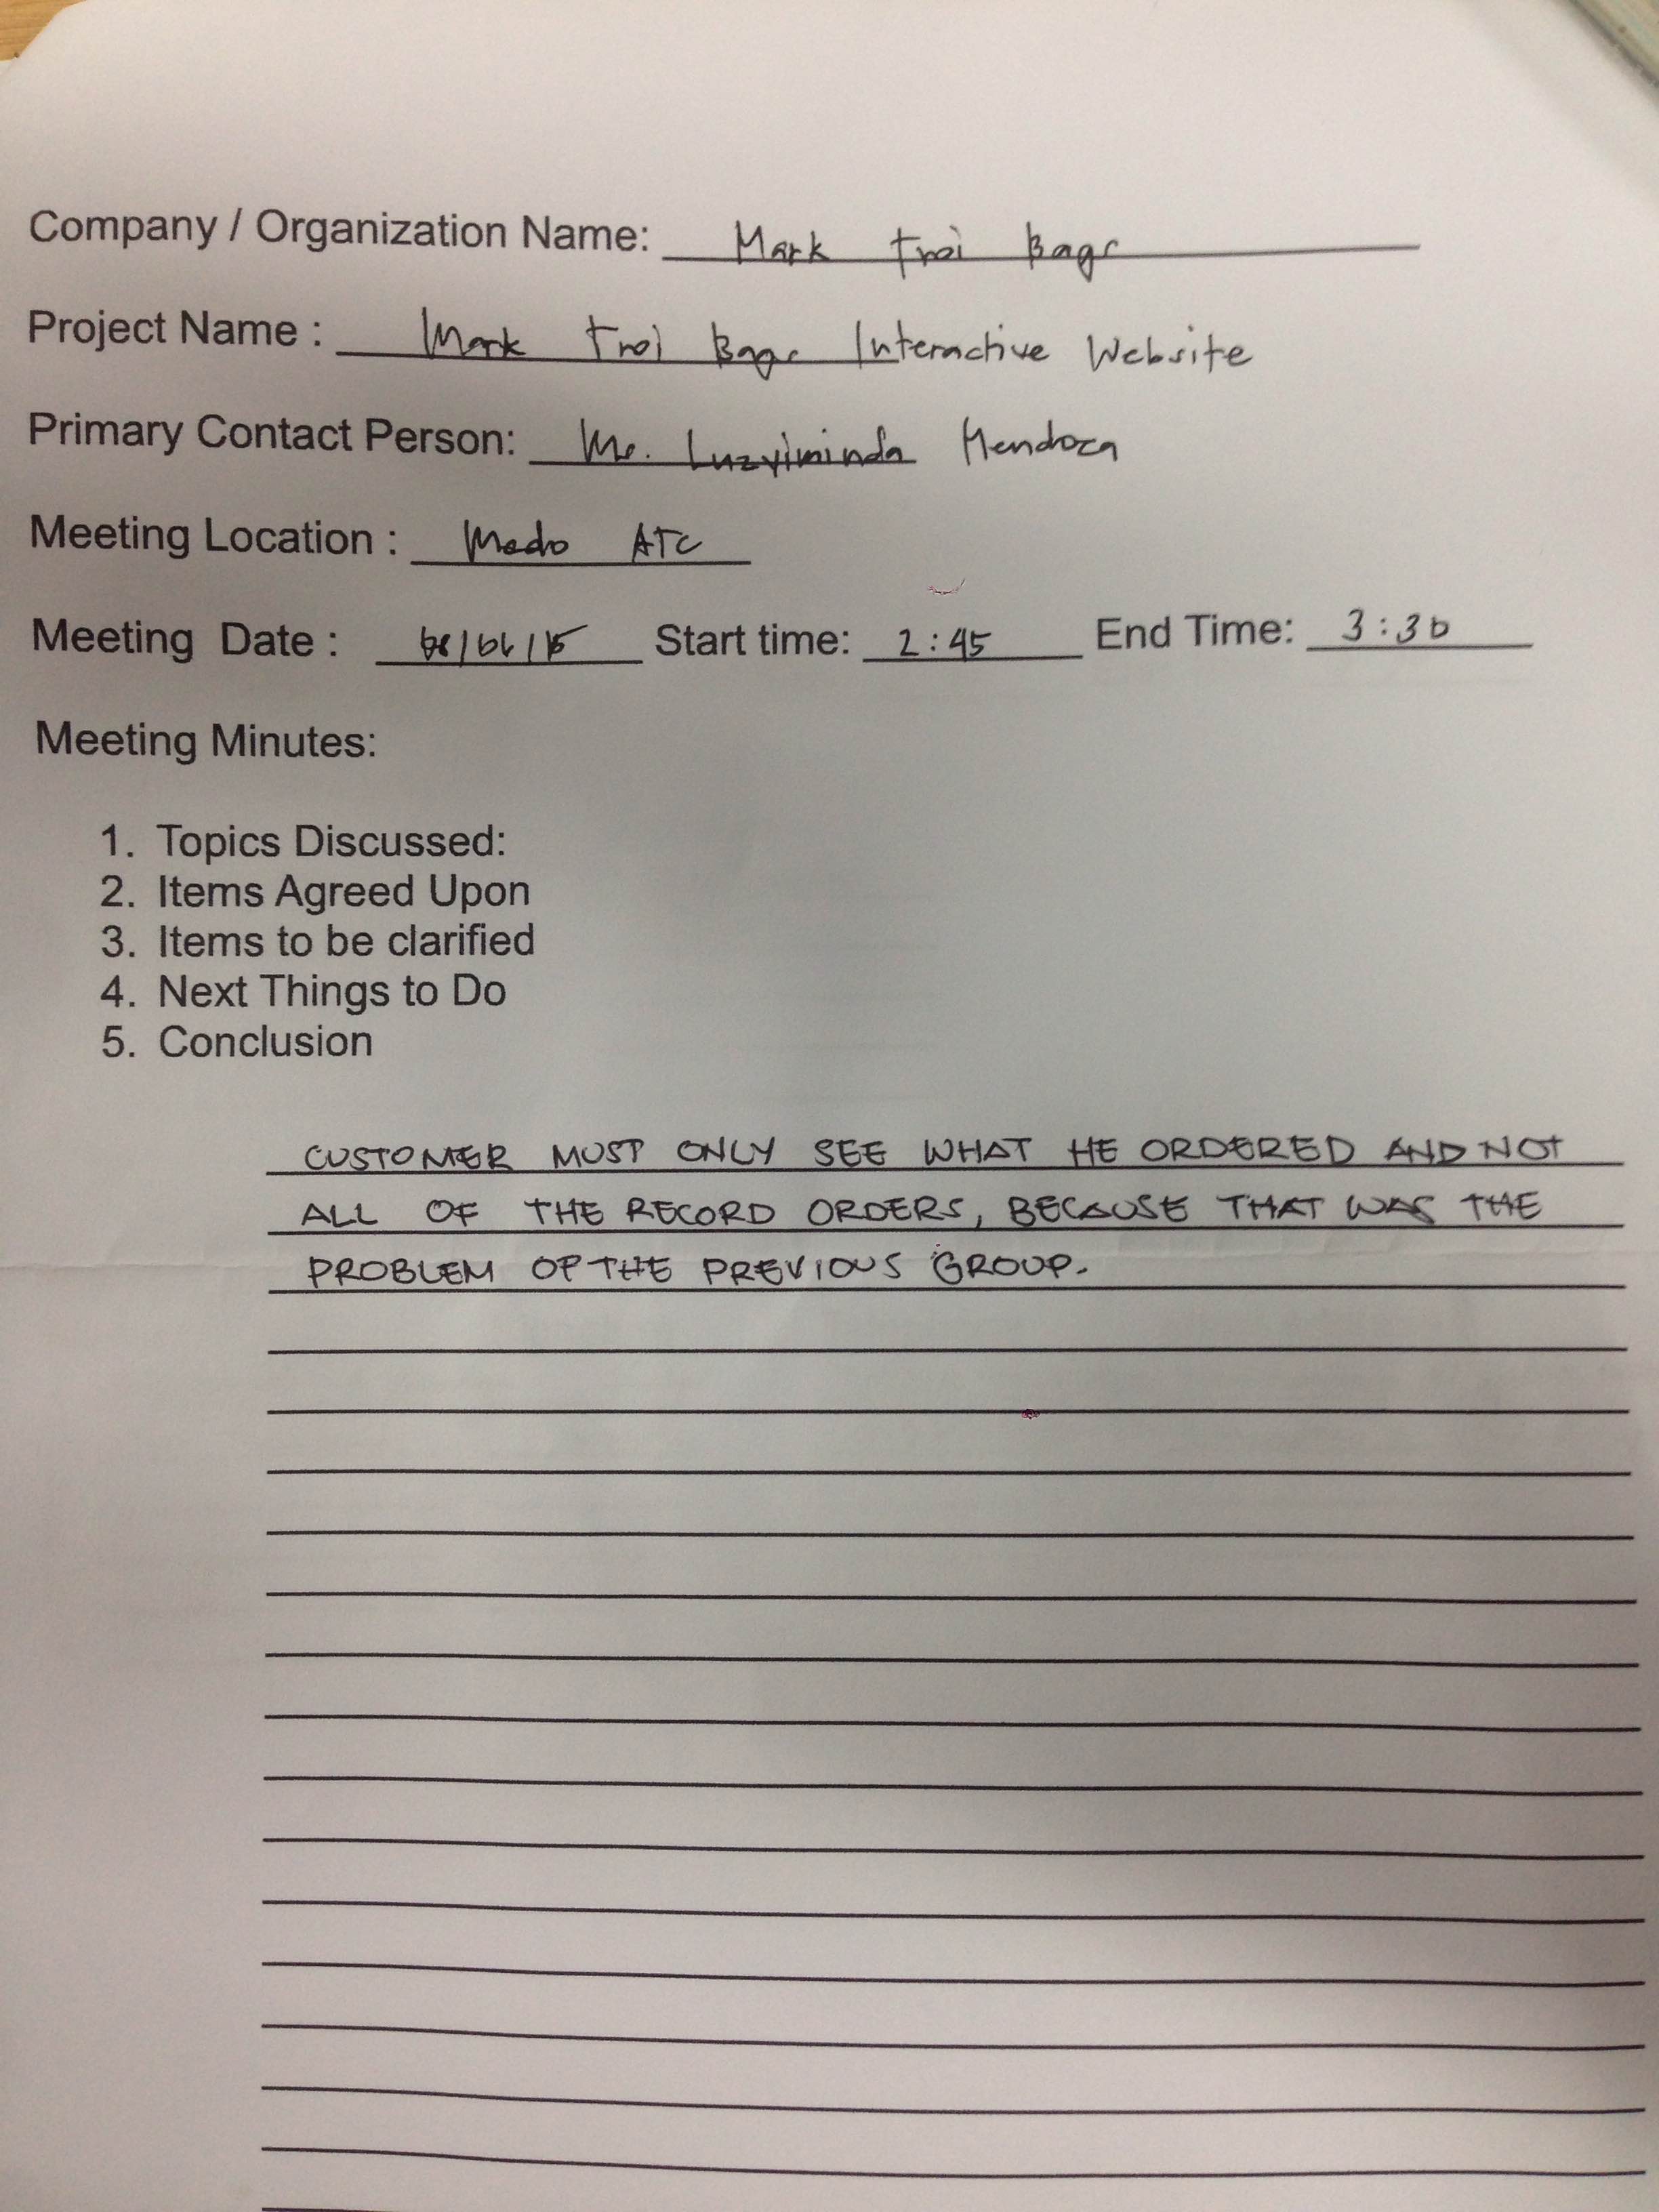 Company / Organization Name: Mark Troi Bags
Project Name : Mark Troi Bags Interactive Website
Primary Contact Person: Ms. Luzviminda Mendoza
Meeting Location : ATC
Meeting Date : Start time: 2:45 End Time: 3:30
Meeting Minutes:
1. Topics Discussed:
2. Items Agreed Upon
3. Items to be clarified
4. Next Things to Do
5. Conclusion
CUSTOMER MUST ONLY SEE WHAT HE ORDERED AND NOT
ALL OF THE RECORD ORDERS, BECAUSE THAT WAS THE
PROBLEM OF THE PREVIOUS GROUP.